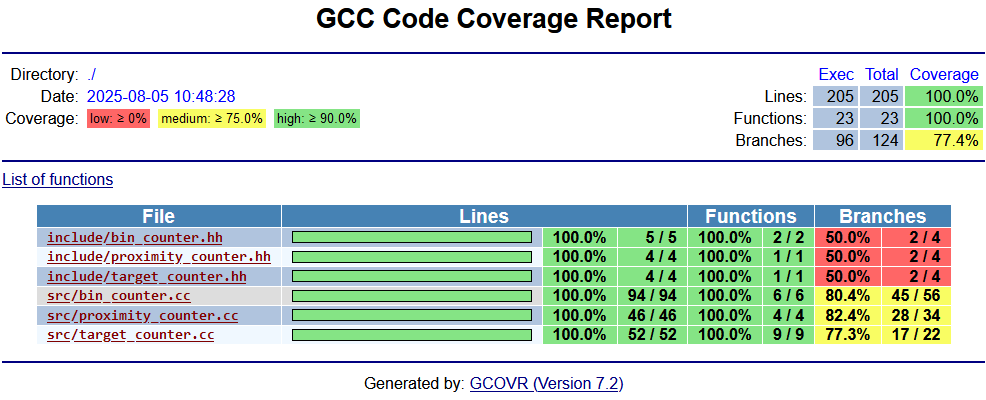 GCC Code Coverage Report
Directory: ./
Date: 2025-08-05 10:48:28
Coverage: low: ≥ 0% medium: ≥ 75.0% high: ≥ 90.0%
Exec Total Coverage
Lines: 205 205 100.0%
Functions: 23 23 100.0%
Branches: 96 124 77.4%
List of functions
File Lines Functions Branches
include/bin_counter.hh 100.0% 5 / 5 100.0% 2 / 2 50.0% 2 / 4
include/proximity_counter.hh 100.0% 4 / 4 100.0% 1 / 1 50.0% 2 / 4
include/target_counter.hh 100.0% 4 / 4 100.0% 1 / 1 50.0% 2 / 4
src/bin_counter.cc 100.0% 94 / 94 100.0% 6 / 6 80.4% 45 / 56
src/proximity_counter.cc 100.0% 46 / 46 100.0% 4 / 4 82.4% 28 / 34
src/target_counter.cc 100.0% 52 / 52 100.0% 9 / 9 77.3% 17 / 22
Generated by: GCOVR (Version 7.2)